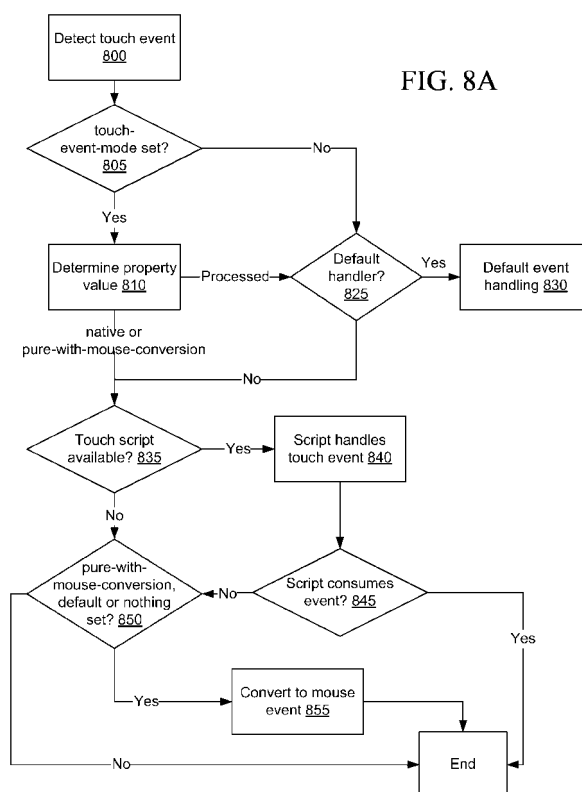 Detect touch event
800
FIG. 8A
touch-
event-mode set?
805
No
Yes
Determine property
value 810
Processed
Default
handler?
825
Yes
Default event
handling 830
native or
pure-with-mouse-conversion
No
Touch script
available? 835
Yes
Script handles
touch event 840
No
pure-with-
mouse-conversion,
default or nothing
set? 850
No
Script consumes
event? 845
Yes
Yes
Convert to mouse
event 855
No
End